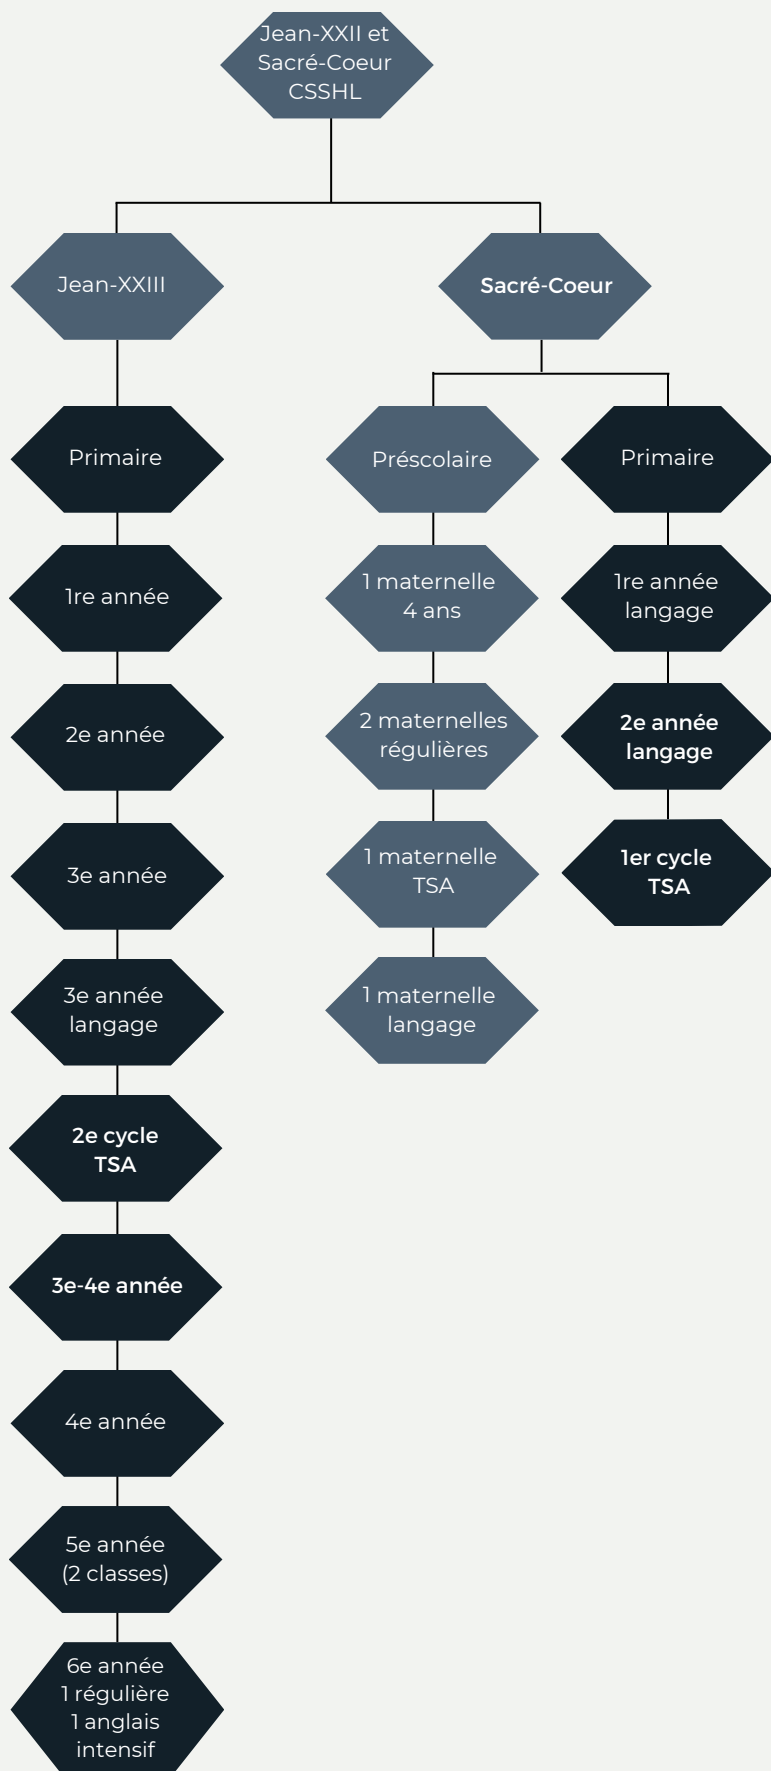 Jean-XXII et
Sacré-Coeur
CSSHL
Jean-XXIII
Sacré-Coeur
Primaire
1re année
2e année
3e année
3e année
langage
2e cycle
TSA
3e-4e année
4e année
5e année
(2 classes)
6e année
1 régulière
1 anglais
intensif
Préscolaire
1 maternelle
4 ans
2 maternelles
régulières
1 maternelle
TSA
1 maternelle
langage
Primaire
1re année
langage
2e année
langage
1er cycle
TSA